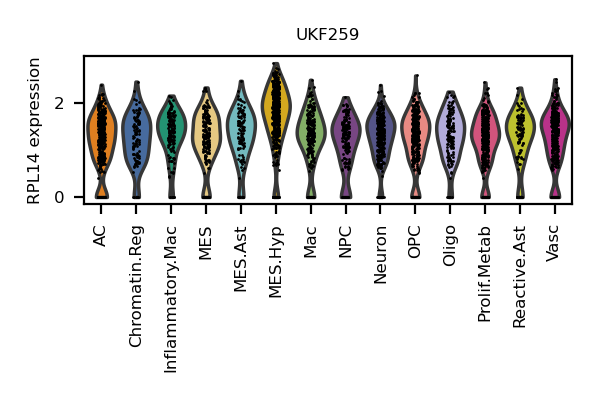 UKF259
RPL14 expression
2
0
AC
Chromatin.Reg
Inflammatory.Mac
MES
MES.Ast
MES.Hyp
Mac
NPC
Neuron
OPC
Oligo
Prolif.Metab
Reactive.Ast
Vasc